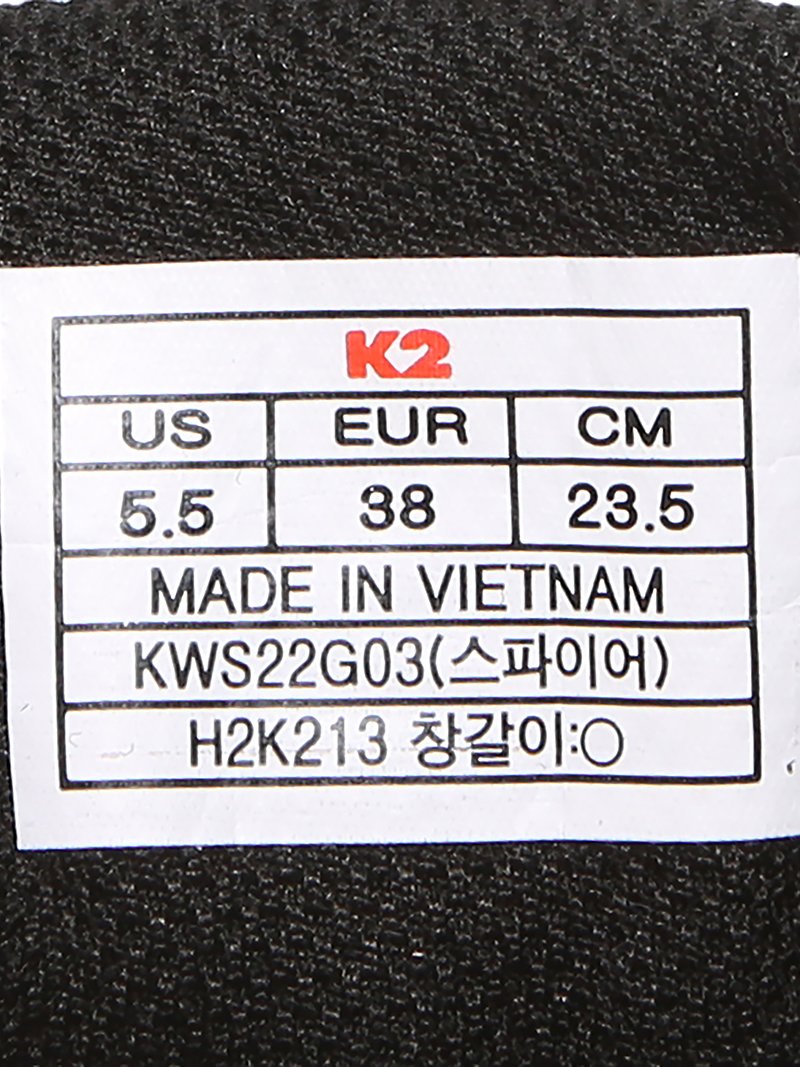 K2
US EUR CM
5.5 38 23.5
MADE IN VIETNAM
KWS22G03(스파이어)
H2K213 창갈이:○